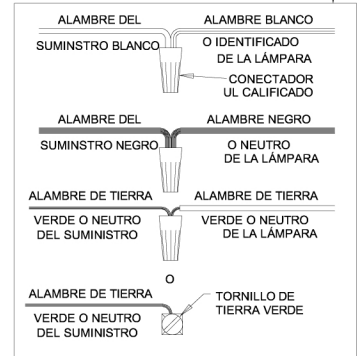 ALAMBRE DEL
SUMINSTRO BLANCO
ALAMBRE BLANCO
O IDENTIFICADO
DE LA LÁMPARA
CONECTADOR
UL CALIFICADO
ALAMBRE DEL
SUMINSTRO NEGRO
ALAMBRE NEGRO
O NEUTRO
DE LA LÁMPARA
ALAMBRE DE TIERRA
VERDE O NEUTRO
DEL SUMINISTRO
ALAMBRE DE TIERRA
VERDE O NEUTRO
DE LA LÁMPARA
O
ALAMBRE DE TIERRA
VERDE O NEUTRO
DEL SUMINISTRO
TORNILLO DE
TIERRA VERDE